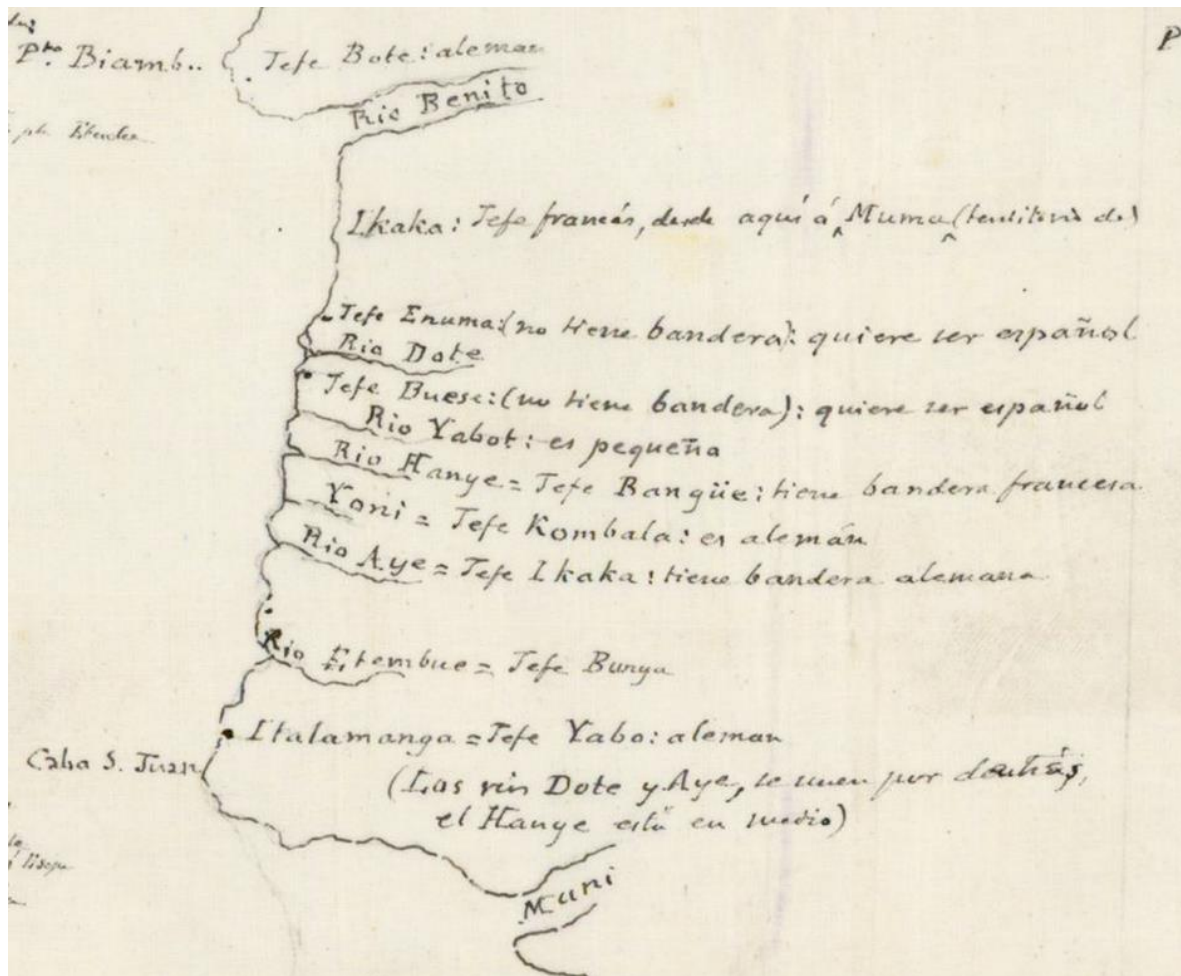 Pto. Biamb..
Jefe Bote: aleman
Rio Benito
P
Ikaka: Jefe francés, desde aquí á Muma (territorio de)
Jefe Enuma: (no tiene bandera): quiere ser español
Rio Dote
Jefe Buese: (no tiene bandera): quiere ser español
Rio Yabot: es pequeño
Rio Hanye = Jefe Bangüe: tiene bandera francesa
Yoni = Jefe Kombala: es alemán
Rio Aye = Jefe Ikaka: tiene bandera alemana
Rio Etembue = Jefe Bunya
Italamanga = Jefe Yabo: aleman
Cabo S. Juan
(Los rios Dote y Aye, se unen por detrás,
el Hanye está en medio)
Muni